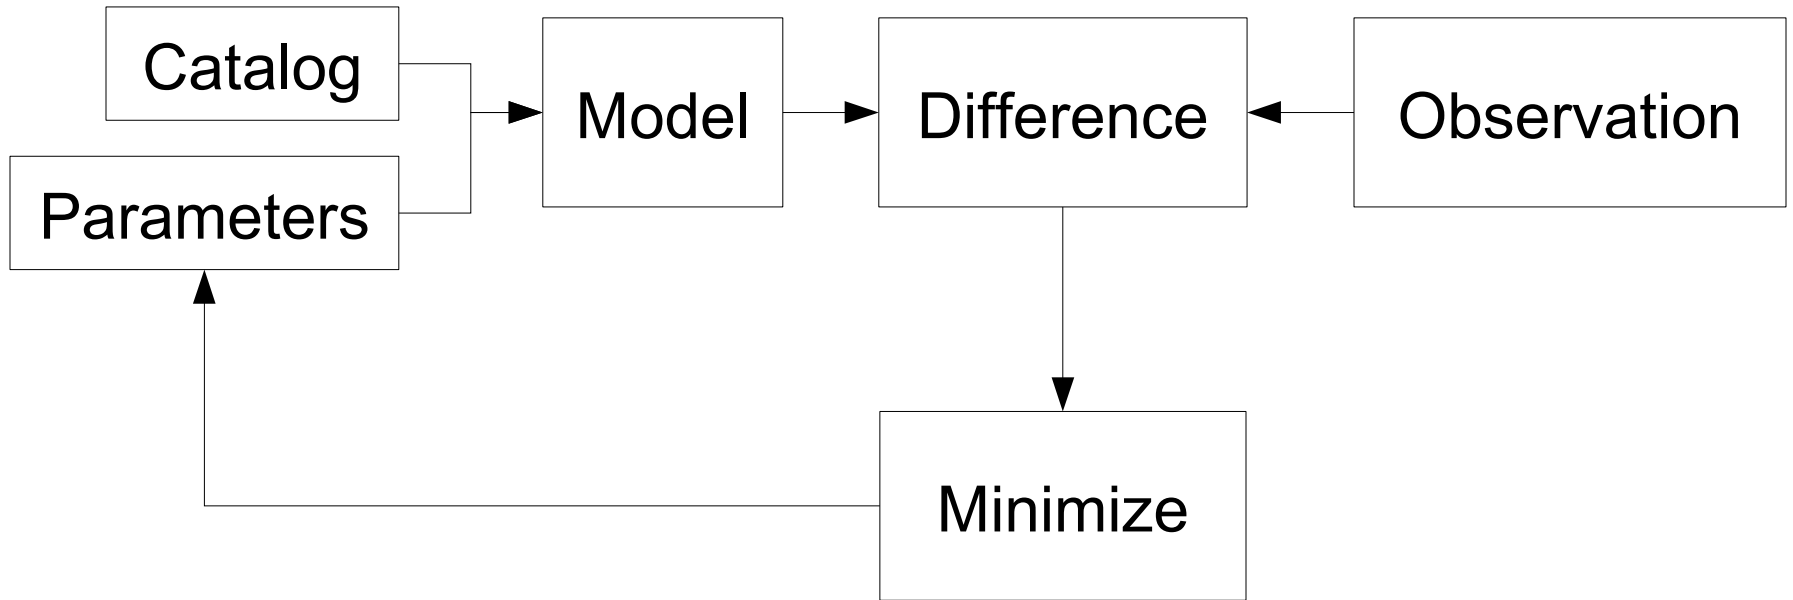 Catalog
Parameters
Model
Difference
Observation
Minimize